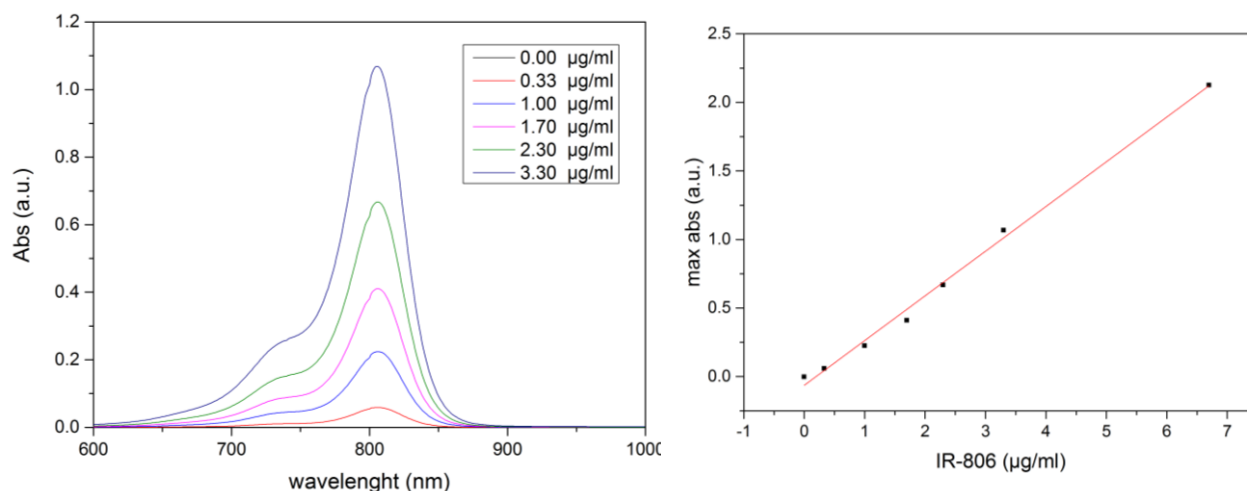 1.2
1.0
0.8
0.6
0.4
0.2
0.0
Abs (a.u.)
600
700
800
900
1000
wavelenght (nm)
0.00 µg/ml
0.33 µg/ml
1.00 µg/ml
1.70 µg/ml
2.30 µg/ml
3.30 µg/ml
2.5
2.0
1.5
1.0
0.5
0.0
max abs (a.u.)
-1
0
1
2
3
4
5
6
7
IR-806 (µg/ml)